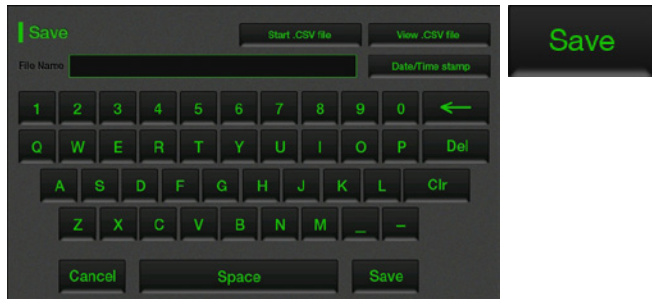 Save Start .CSV file View .CSV file
File Name Date/Time stamp
1 2 3 4 5 6 7 8 9 0 ←
Q W E R T Y U I O P Del
A S D F G H J K L Clr
Z X C V B N M _ –
Cancel Space Save
Save